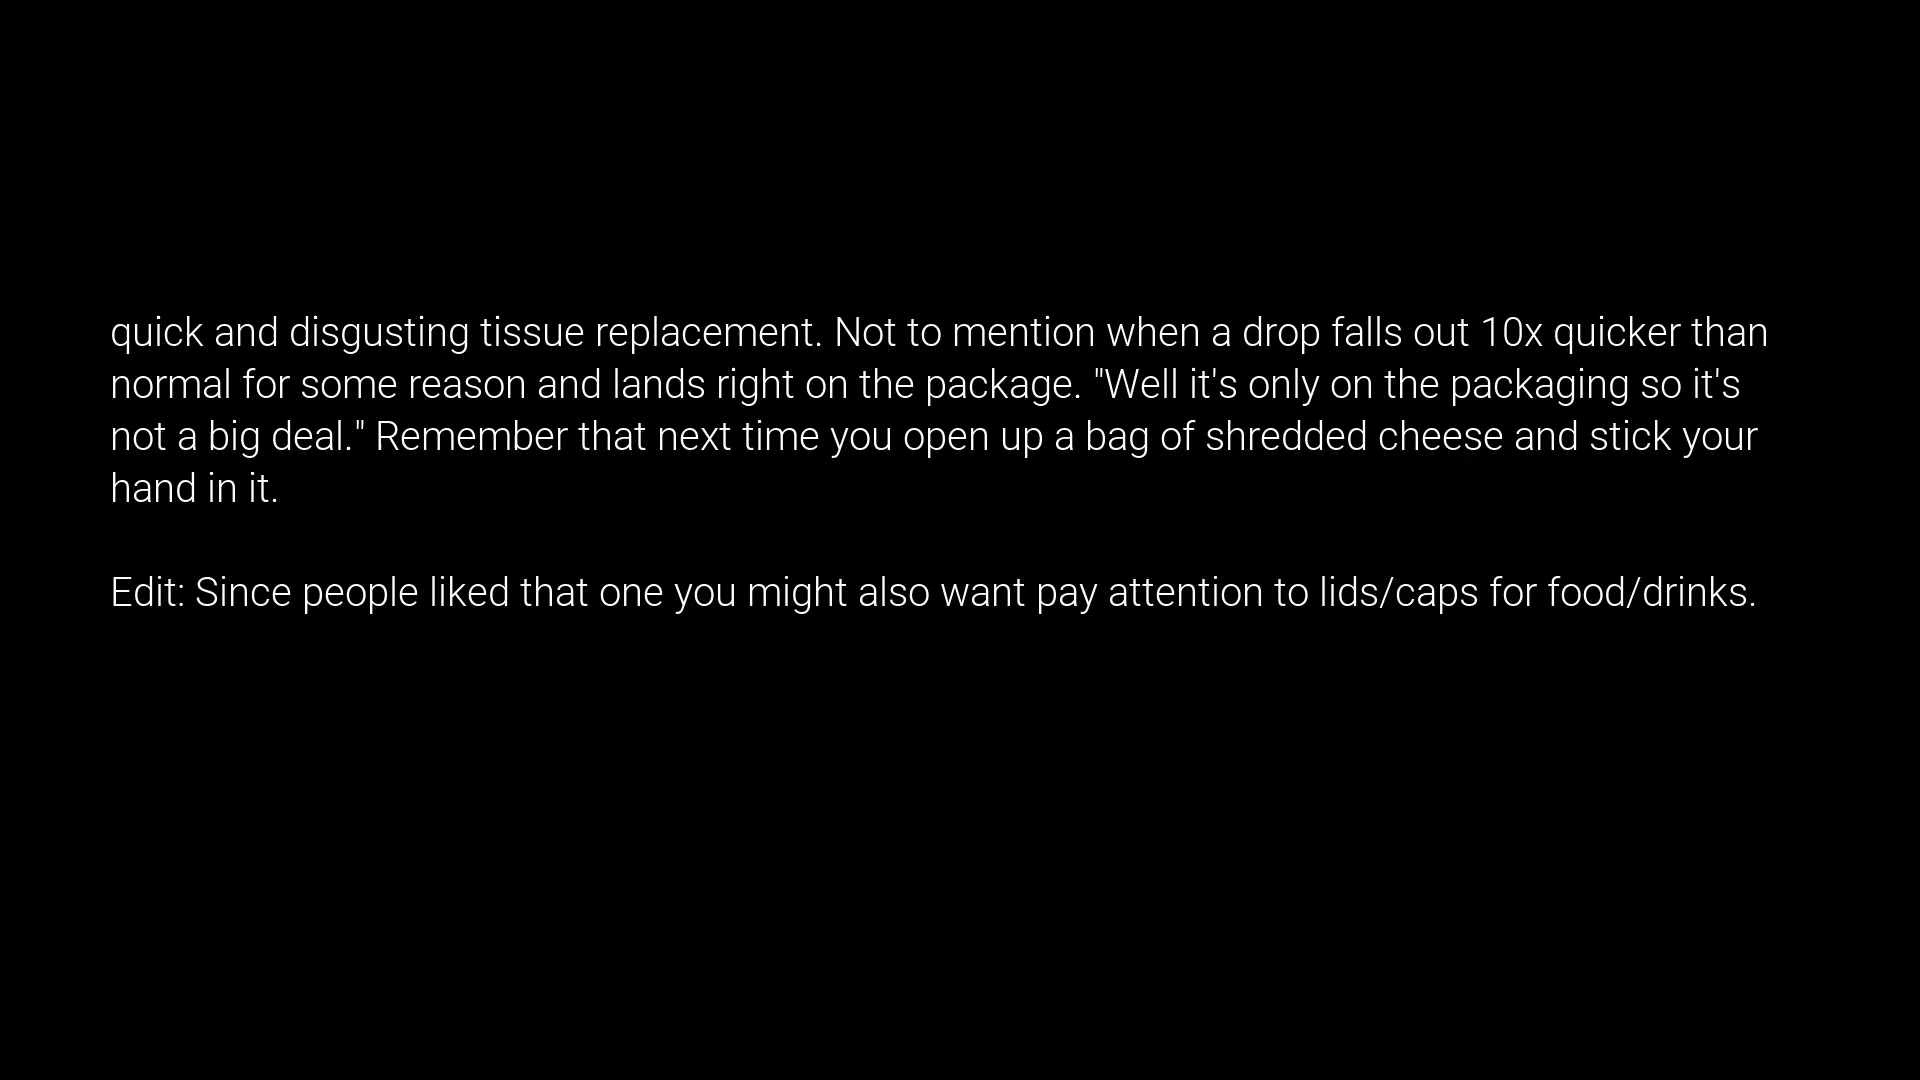 quick and disgusting tissue replacement. Not to mention when a drop falls out 10x quicker than
normal for some reason and lands right on the package. "Well it's only on the packaging so it's
not a big deal." Remember that next time you open up a bag of shredded cheese and stick your
hand in it.
Edit: Since people liked that one you might also want pay attention to lids/caps for food/drinks.